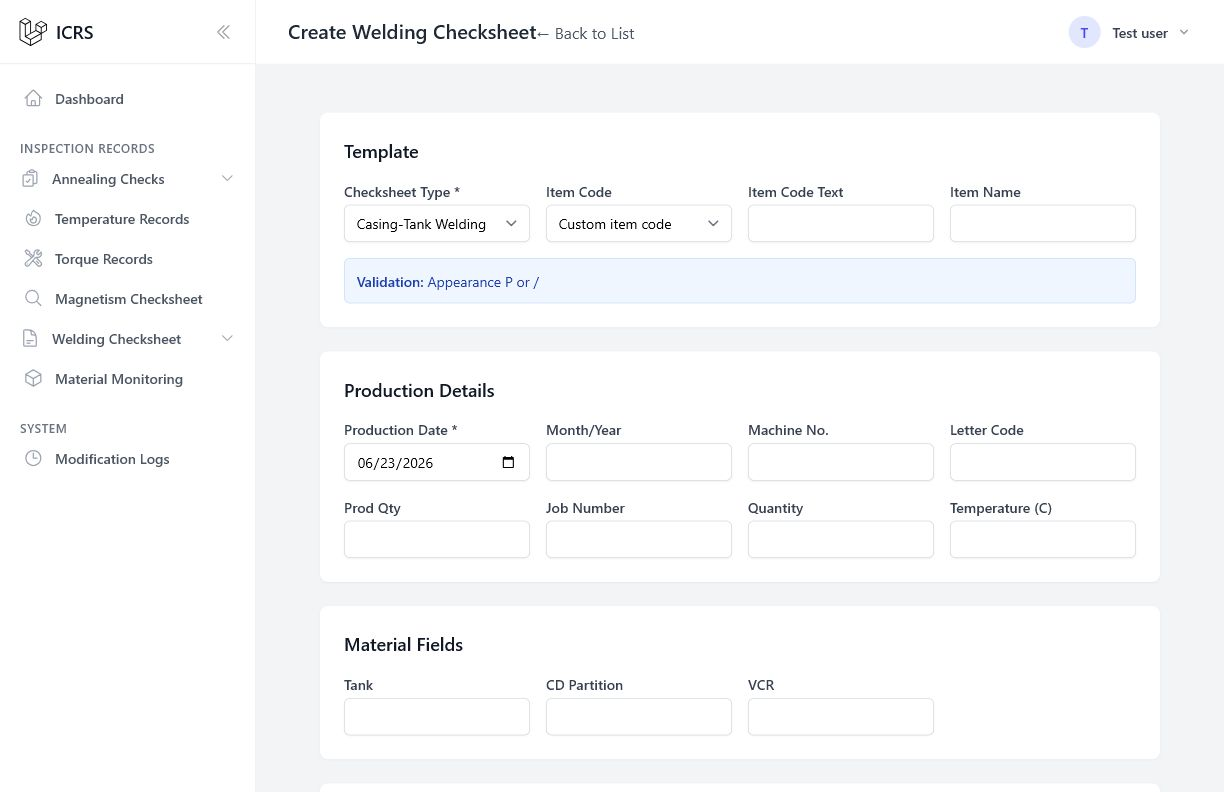 ICRS
Create Welding Checksheet
← Back to List
T
Test user
Dashboard
INSPECTION RECORDS
Annealing Checks
Temperature Records
Torque Records
Magnetism Checksheet
Welding Checksheet
Material Monitoring
SYSTEM
Modification Logs
Template
Checksheet Type * Item Code Item Code Text Item Name
Casing-Tank Welding Custom item code
Validation: Appearance P or /
Production Details
Production Date * Month/Year Machine No. Letter Code
06/23/2026
Prod Qty Job Number Quantity Temperature (C)
Material Fields
Tank CD Partition VCR